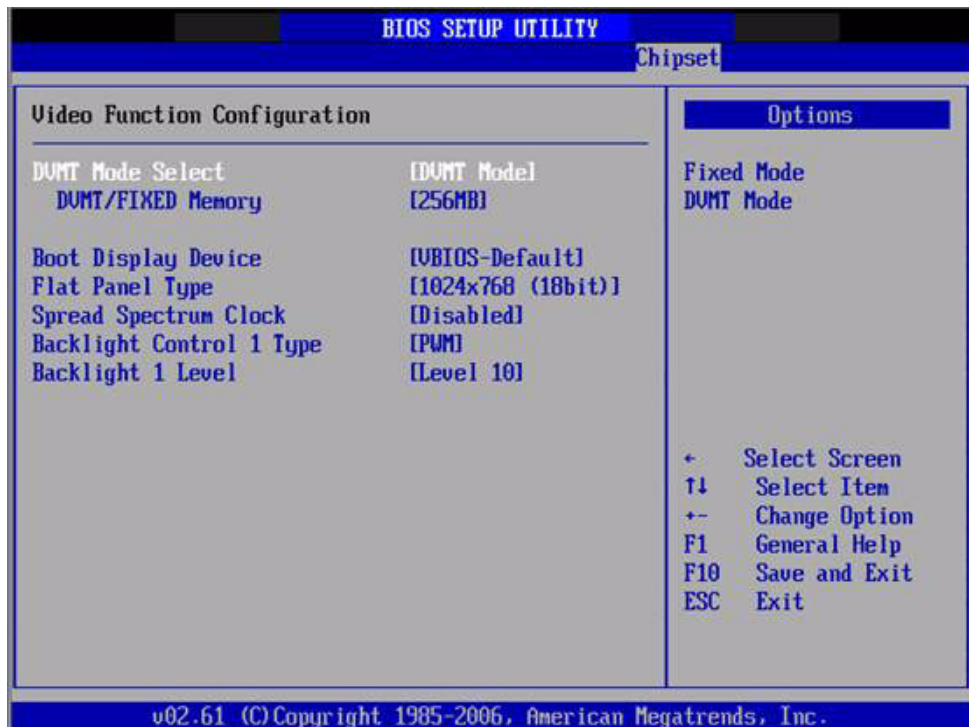 BIOS SETUP UTILITY
Chipset
Video Function Configuration
DVMT Mode Select [DVMT Mode]
DVMT/FIXED Memory [256MB]
Boot Display Device [VBIOS-Default]
Flat Panel Type [1024x768 (18bit)]
Spread Spectrum Clock [Disabled]
Backlight Control 1 Type [PWM]
Backlight 1 Level [Level 10]
Options
Fixed Mode
DVMT Mode
← Select Screen
↑↓ Select Item
+- Change Option
F1 General Help
F10 Save and Exit
ESC Exit
v02.61 (C)Copyright 1985-2006, American Megatrends, Inc.